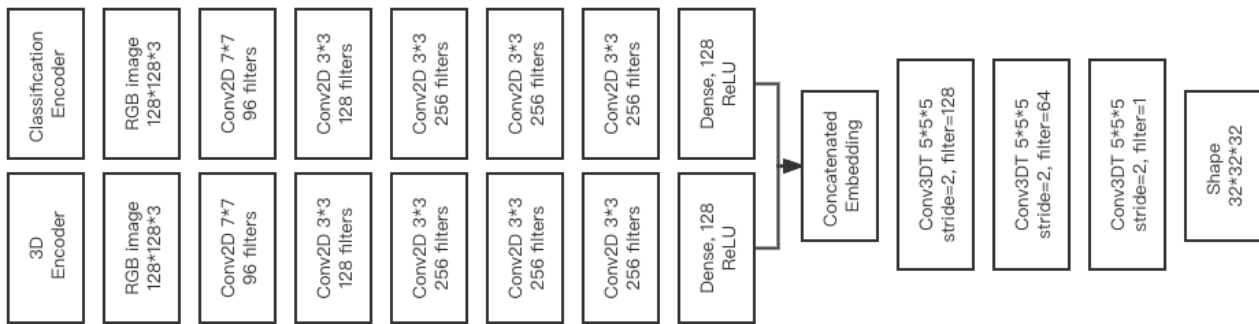 Classification
Encoder
RGB image
128*128*3
Conv2D 7*7
96 filters
Conv2D 3*3
128 filters
Conv2D 3*3
256 filters
Conv2D 3*3
256 filters
Conv2D 3*3
256 filters
Dense, 128
ReLU
3D
Encoder
RGB image
128*128*3
Conv2D 7*7
96 filters
Conv2D 3*3
128 filters
Conv2D 3*3
256 filters
Conv2D 3*3
256 filters
Conv2D 3*3
256 filters
Dense, 128
ReLU
Concatenated
Embedding
Conv3DT 5*5*5
stride=2, filter=128
Conv3DT 5*5*5
stride=2, filter=64
Conv3DT 5*5*5
stride=2, filter=1
Shape
32*32*32